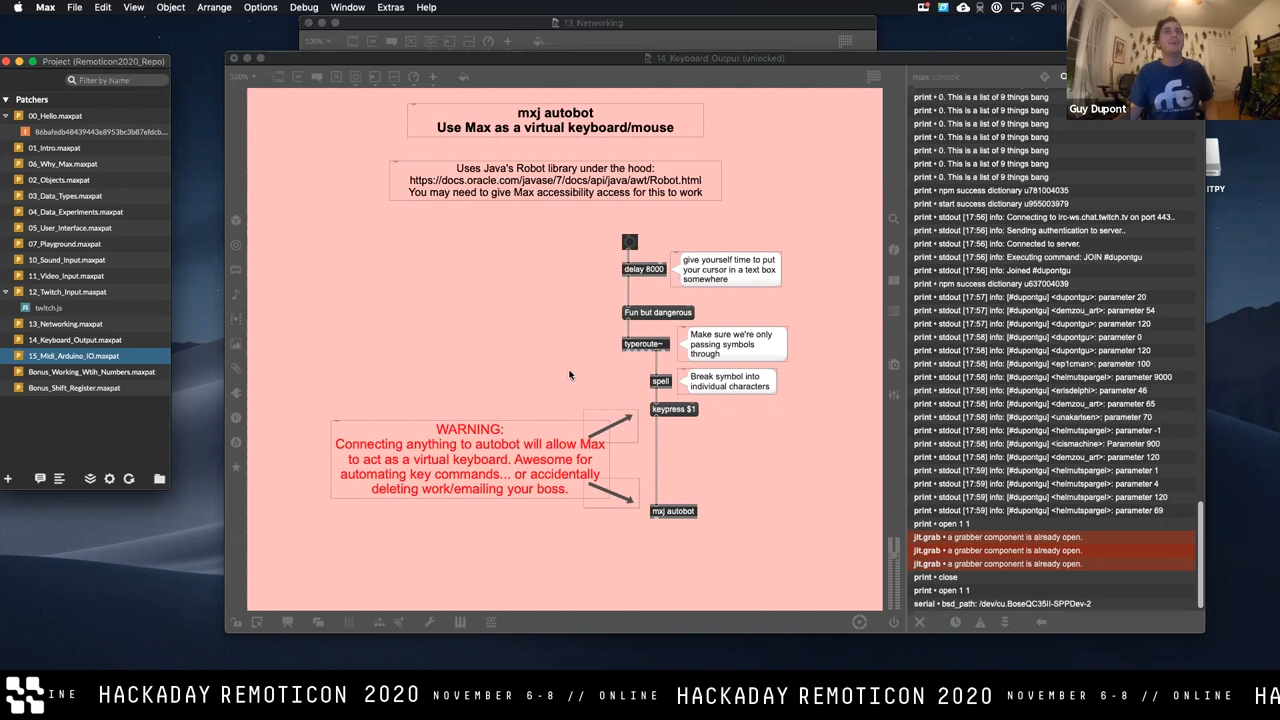 Max File Edit View Object Arrange Options Debug Window Extras Help
13_Networking
100%
Project (Remoticon2020_Repo)
Filter by Name
Patchers
00_Hello.maxpat
86bafedb48439443e8953bc3b87efdcb...
01_Intro.maxpat
06_Why_Max.maxpat
02_Objects.maxpat
03_Data_Types.maxpat
04_Data_Experiments.maxpat
05_User_Interface.maxpat
07_Playground.maxpat
10_Sound_Input.maxpat
11_Video_Input.maxpat
12_Twitch_Input.maxpat
twitch.js
13_Networking.maxpat
14_Keyboard_Output.maxpat
15_Midi_Arduino_IO.maxpat
Bonus_Working_Wtih_Numbers.maxpat
Bonus_Shift_Register.maxpat
14_Keyboard_Output (unlocked)
100%
mxj autobot
Use Max as a virtual keyboard/mouse
Uses Java's Robot library under the hood:
https://docs.oracle.com/javase/7/docs/api/java/awt/Robot.html
You may need to give Max accessibility access for this to work
delay 8000
give yourself time to put
your cursor in a text box
somewhere
Fun but dangerous
typeroute~
Make sure we're only
passing symbols
through
spell
Break symbol into
individual characters
keypress $1
WARNING:
Connecting anything to autobot will allow Max
to act as a virtual keyboard. Awesome for
automating key commands... or accidentally
deleting work/emailing your boss.
mxj autobot
max console
print • 0. This is a list of 9 things bang
print • 0. This is a list of 9 things bang
print • 0. This is a list of 9 things bang
print • 0. This is a list of 9 things bang
print • 0. This is a list of 9 things bang
print • 0. This is a list of 9 things bang
print • 0. This is a list of 9 things bang
print • npm success dictionary u781004035
print • start success dictionary u955003979
print • stdout [17:56] info: Connecting to irc-ws.chat.twitch.tv on port 443..
print • stdout [17:56] info: Sending authentication to server..
print • stdout [17:56] info: Connected to server.
print • stdout [17:56] info: Executing command: JOIN #dupontgu
print • stdout [17:56] info: Joined #dupontgu
print • npm success dictionary u637004039
print • stdout [17:57] info: [#dupontgu] <dupontgu>: parameter 20
print • stdout [17:57] info: [#dupontgu] <demzou_art>: parameter 54
print • stdout [17:57] info: [#dupontgu] <dupontgu>: parameter 120
print • stdout [17:57] info: [#dupontgu] <dupontgu>: parameter 0
print • stdout [17:57] info: [#dupontgu] <dupontgu>: parameter 120
print • stdout [17:57] info: [#dupontgu] <ep1cman>: parameter 100
print • stdout [17:58] info: [#dupontgu] <helmutspargel>: parameter 9000
print • stdout [17:58] info: [#dupontgu] <erisdelphi>: parameter 46
print • stdout [17:58] info: [#dupontgu] <demzou_art>: parameter 65
print • stdout [17:58] info: [#dupontgu] <unakarlsen>: parameter 70
print • stdout [17:58] info: [#dupontgu] <helmutspargel>: parameter -1
print • stdout [17:58] info: [#dupontgu] <icismachine>: Parameter 900
print • stdout [17:58] info: [#dupontgu] <demzou_art>: parameter 120
print • stdout [17:58] info: [#dupontgu] <helmutspargel>: parameter 1
print • stdout [17:58] info: [#dupontgu] <helmutspargel>: parameter 4
print • stdout [17:58] info: [#dupontgu] <helmutspargel>: parameter 120
print • stdout [17:59] info: [#dupontgu] <helmutspargel>: parameter 69
print • open 1 1
jit.grab • a grabber component is already open.
jit.grab • a grabber component is already open.
jit.grab • a grabber component is already open.
print • close
print • open 1 1
serial • bsd_path: /dev/cu.BoseQC35II-SPPDev-2
Guy Dupont
ITPY
INE HACKADAY REMOTICON 2020 NOVEMBER 6-8 // ONLINE HACKADAY REMOTICON 2020 NOVEMBER 6-8 // ONLINE HA